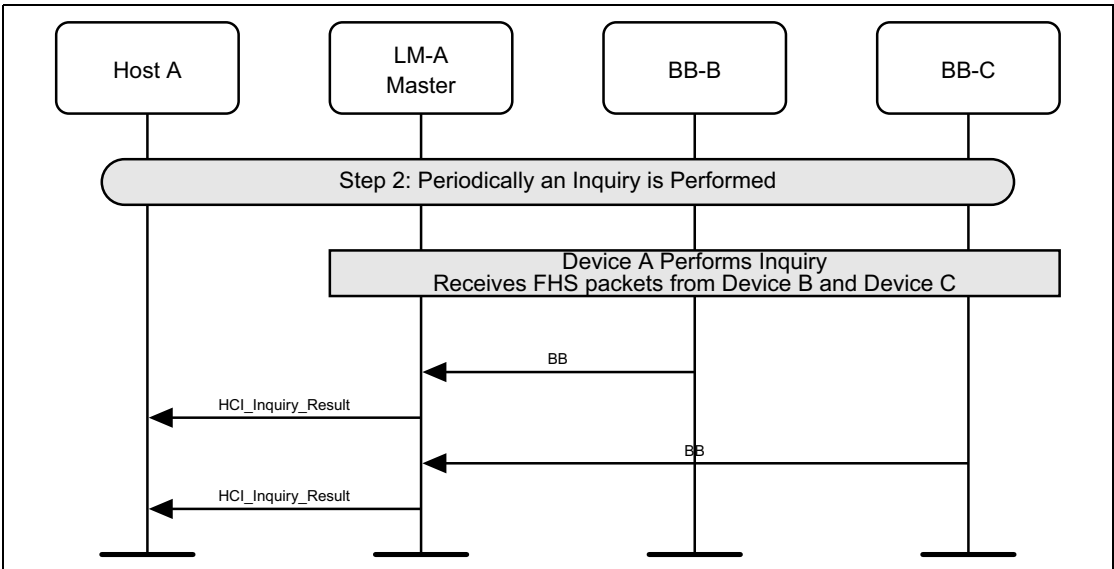 Host A
LM-A
Master
BB-B
BB-C
Step 2: Periodically an Inquiry is Performed
Device A Performs Inquiry
Receives FHS packets from Device B and Device C
BB
HCI_Inquiry_Result
BB
HCI_Inquiry_Result